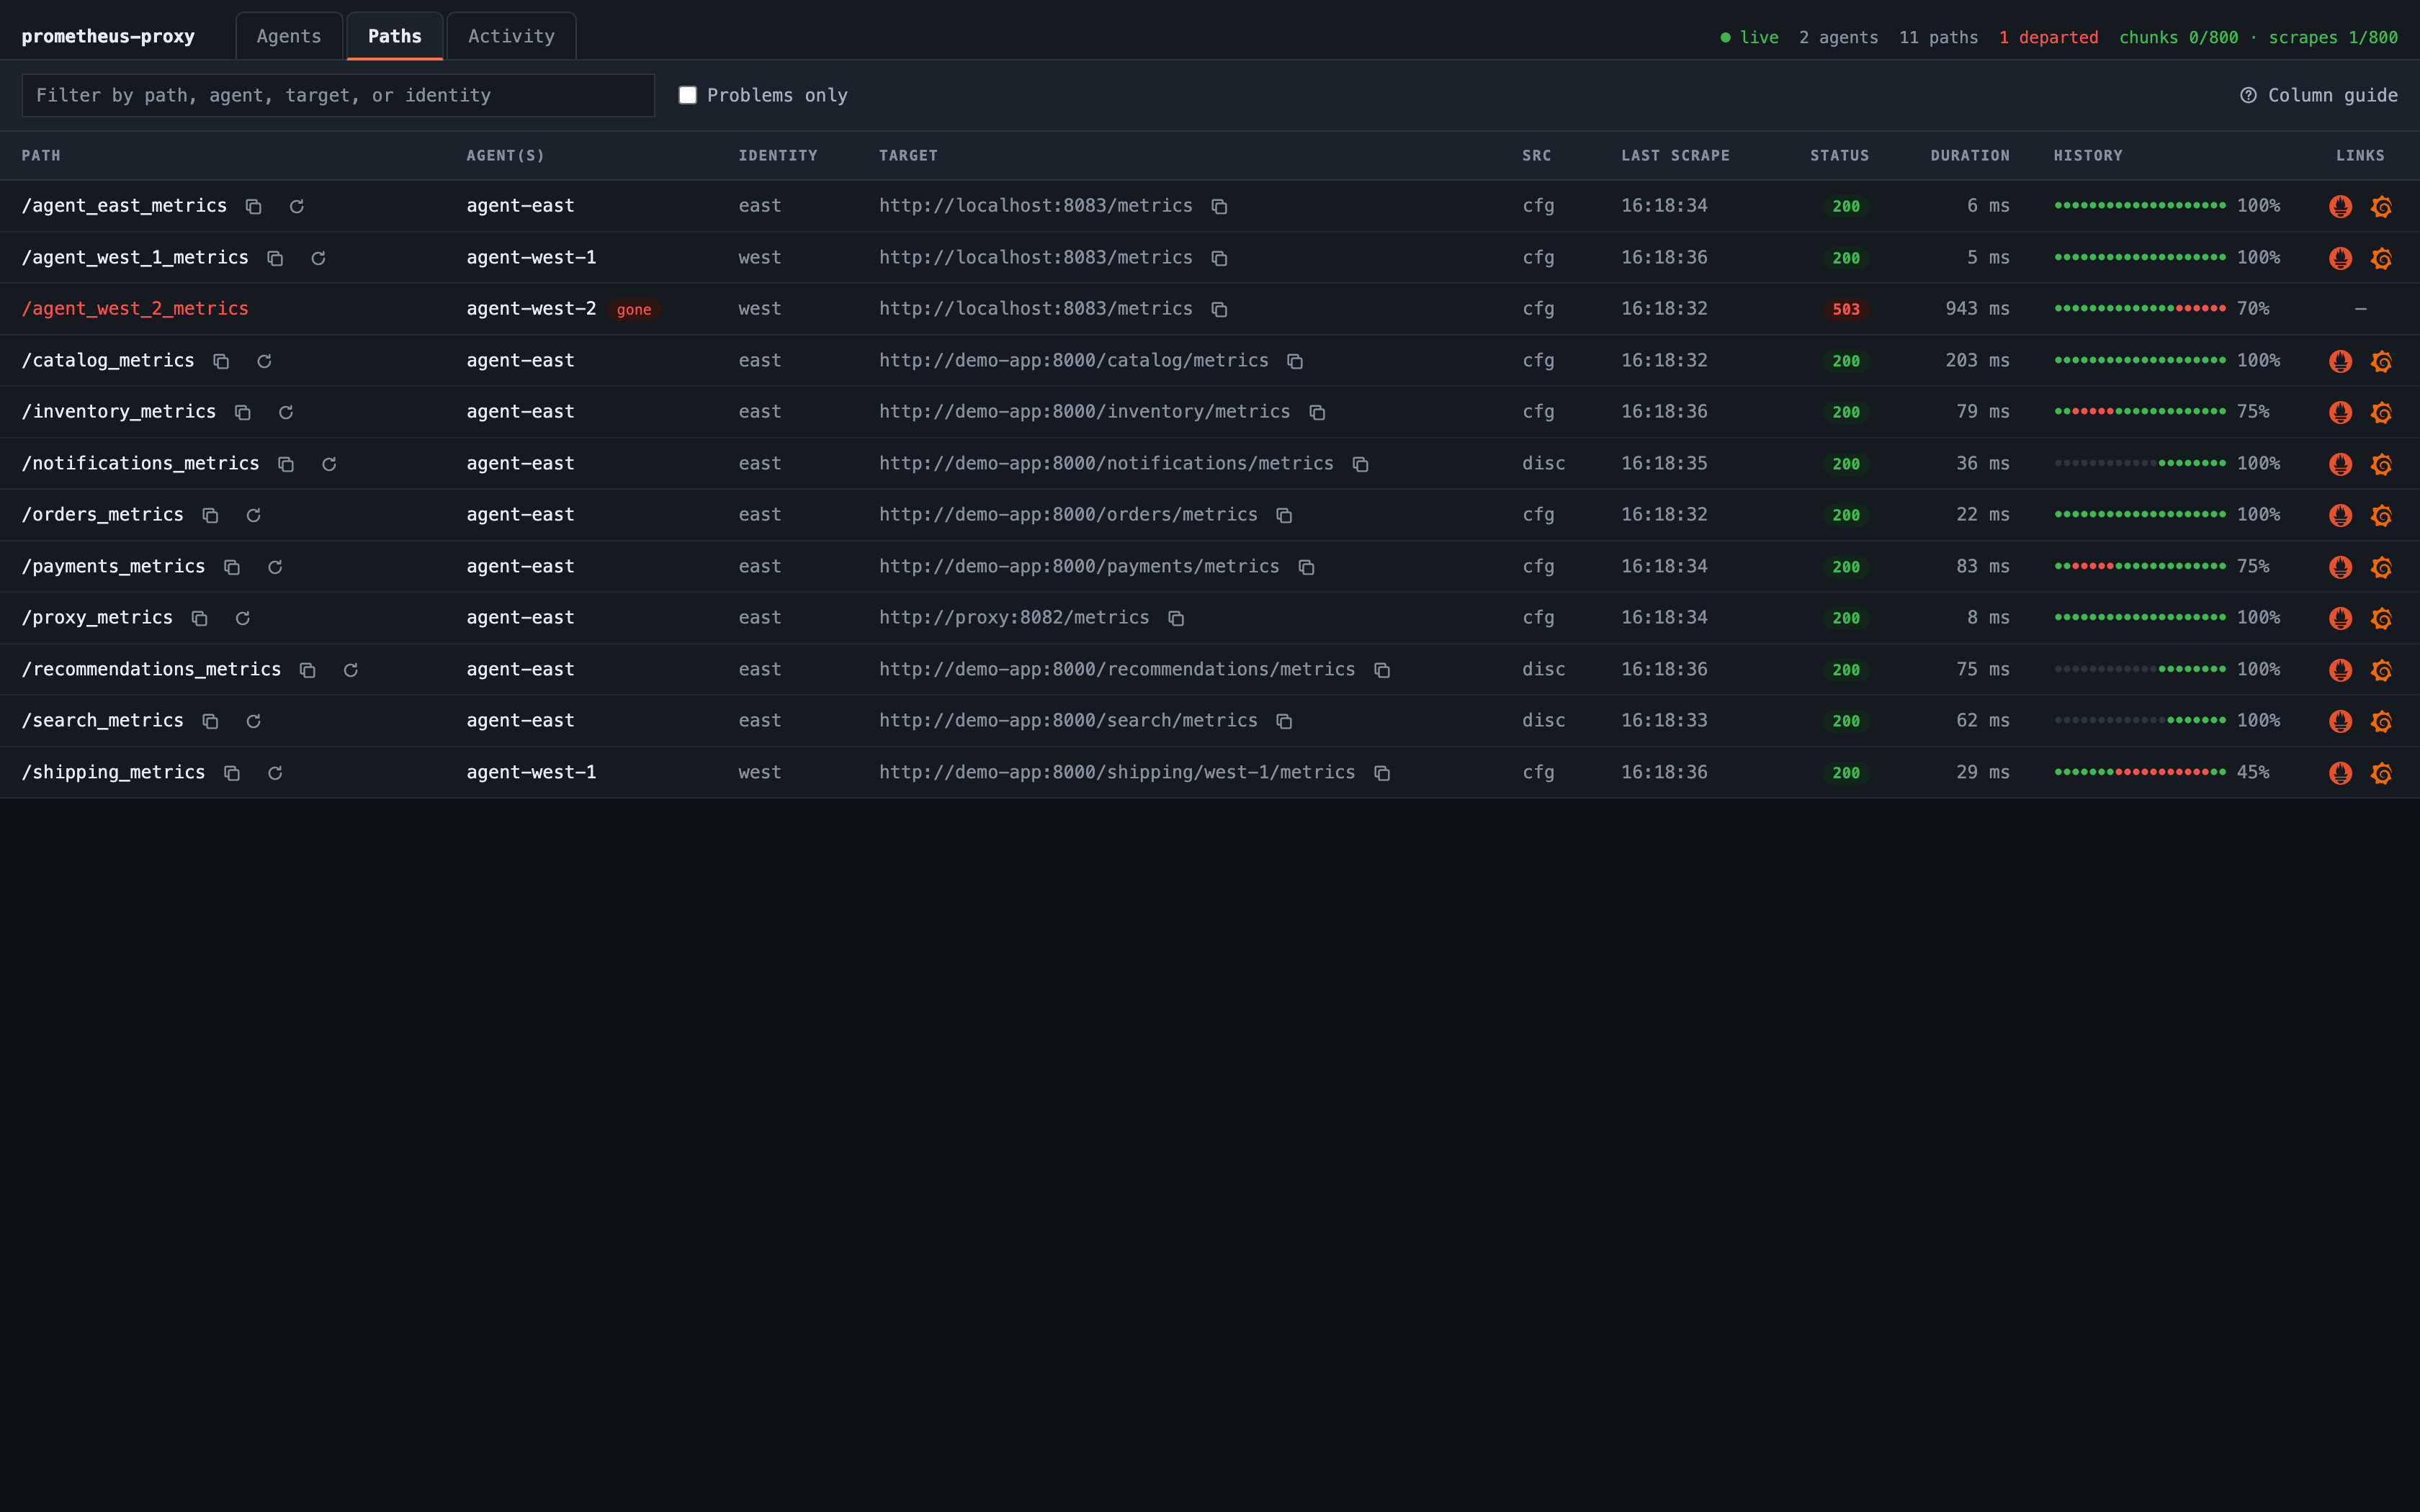 prometheus-proxy Agents Paths Activity live 2 agents 11 paths 1 departed chunks 0/800 · scrapes 1/800
Filter by path, agent, target, or identity Problems only Column guide
PATH AGENT(S) IDENTITY TARGET SRC LAST SCRAPE STATUS DURATION HISTORY LINKS
/agent_east_metrics agent-east east http://localhost:8083/metrics cfg 16:18:34 200 6 ms 100%
/agent_west_1_metrics agent-west-1 west http://localhost:8083/metrics cfg 16:18:36 200 5 ms 100%
/agent_west_2_metrics agent-west-2 gone west http://localhost:8083/metrics cfg 16:18:32 503 943 ms 70% —
/catalog_metrics agent-east east http://demo-app:8000/catalog/metrics cfg 16:18:32 200 203 ms 100%
/inventory_metrics agent-east east http://demo-app:8000/inventory/metrics cfg 16:18:36 200 79 ms 75%
/notifications_metrics agent-east east http://demo-app:8000/notifications/metrics disc 16:18:35 200 36 ms 100%
/orders_metrics agent-east east http://demo-app:8000/orders/metrics cfg 16:18:32 200 22 ms 100%
/payments_metrics agent-east east http://demo-app:8000/payments/metrics cfg 16:18:34 200 83 ms 75%
/proxy_metrics agent-east east http://proxy:8082/metrics cfg 16:18:34 200 8 ms 100%
/recommendations_metrics agent-east east http://demo-app:8000/recommendations/metrics disc 16:18:36 200 75 ms 100%
/search_metrics agent-east east http://demo-app:8000/search/metrics disc 16:18:33 200 62 ms 100%
/shipping_metrics agent-west-1 west http://demo-app:8000/shipping/west-1/metrics cfg 16:18:36 200 29 ms 45%